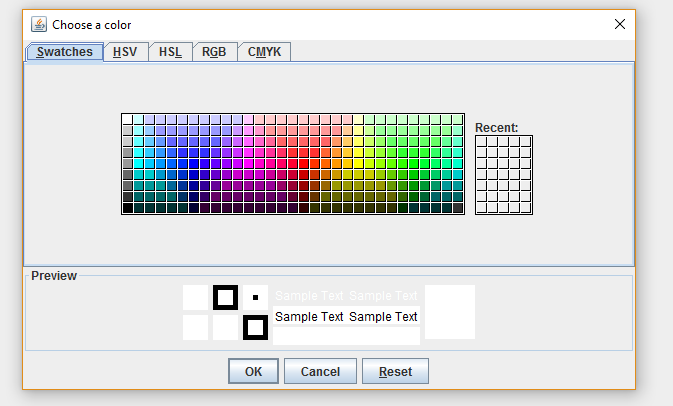 Choose a color
Swatches HSV HSL RGB CMYK
Recent:
Preview
Sample Text Sample Text
Sample Text Sample Text
OK Cancel Reset